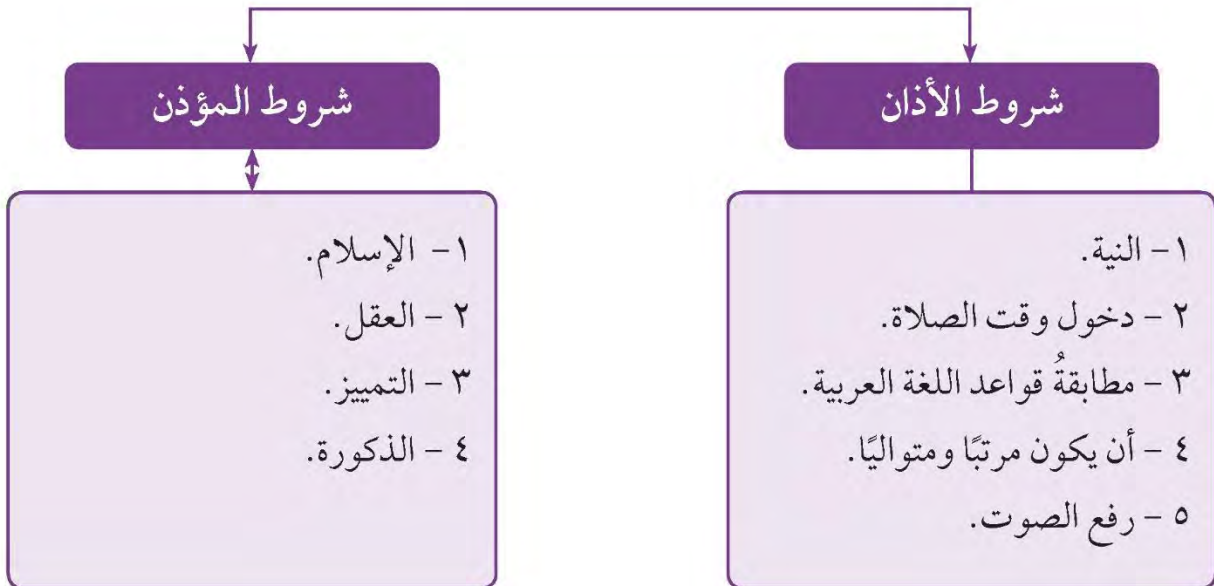 شروط الأذان
١ – النية.
٢ – دخول وقت الصلاة.
٣ – مطابقةُ قواعد اللغة العربية.
٤ – أن يكون مرتبًا ومتواليًا.
٥ – رفع الصوت.
شروط المؤذن
١ – الإسلام.
٢ – العقل.
٣ – التمييز.
٤ – الذكورة.